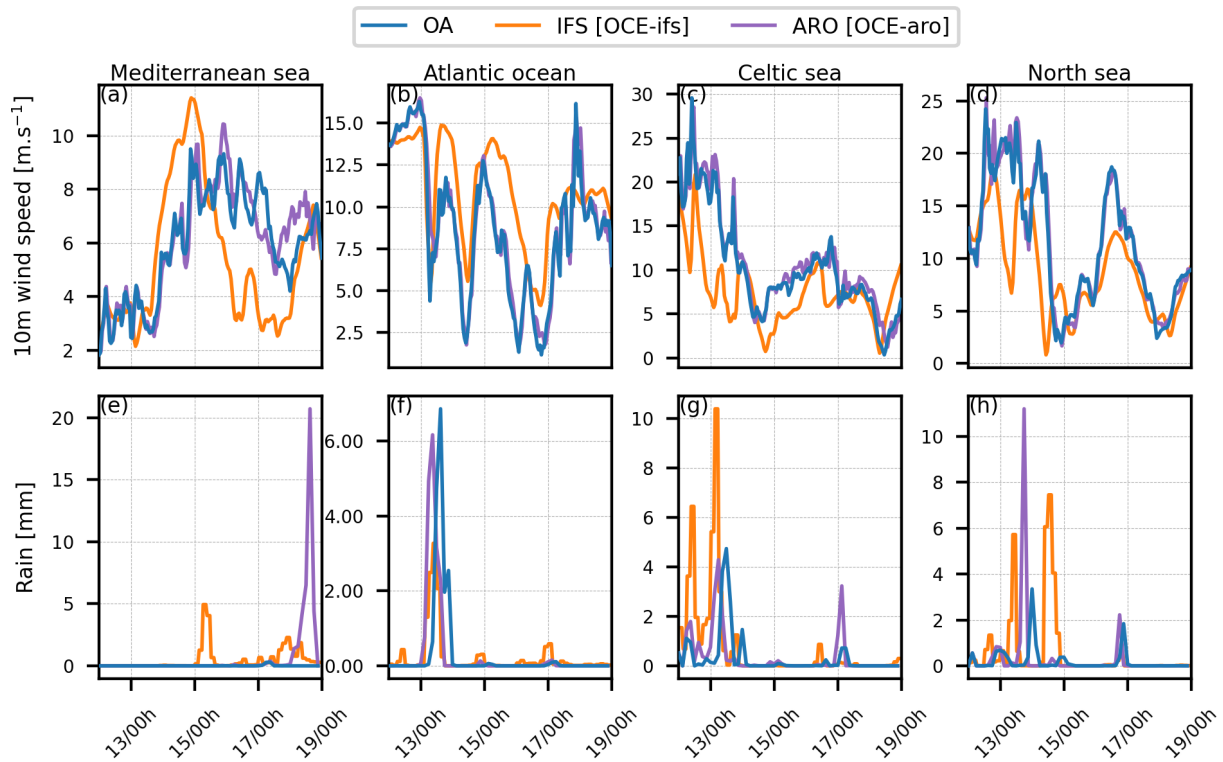 OA IFS [OCE-ifs] ARO [OCE-aro]
Mediterranean sea Atlantic ocean Celtic sea North sea
(a) (b) (c) (d)
10m wind speed [m.s⁻¹]
10 8 6 4 2
15.0 12.5 10.0 7.5 5.0 2.5
30 25 20 15 10 5 0
25 20 15 10 5 0
(e) (f) (g) (h)
Rain [mm]
20 15 10 5 0
6.00 4.00 2.00 0.00
10 8 6 4 2 0
10 8 6 4 2 0
13/00h 15/00h 17/00h 19/00h 13/00h 15/00h 17/00h 19/00h 13/00h 15/00h 17/00h 19/00h 13/00h 15/00h 17/00h 19/00h